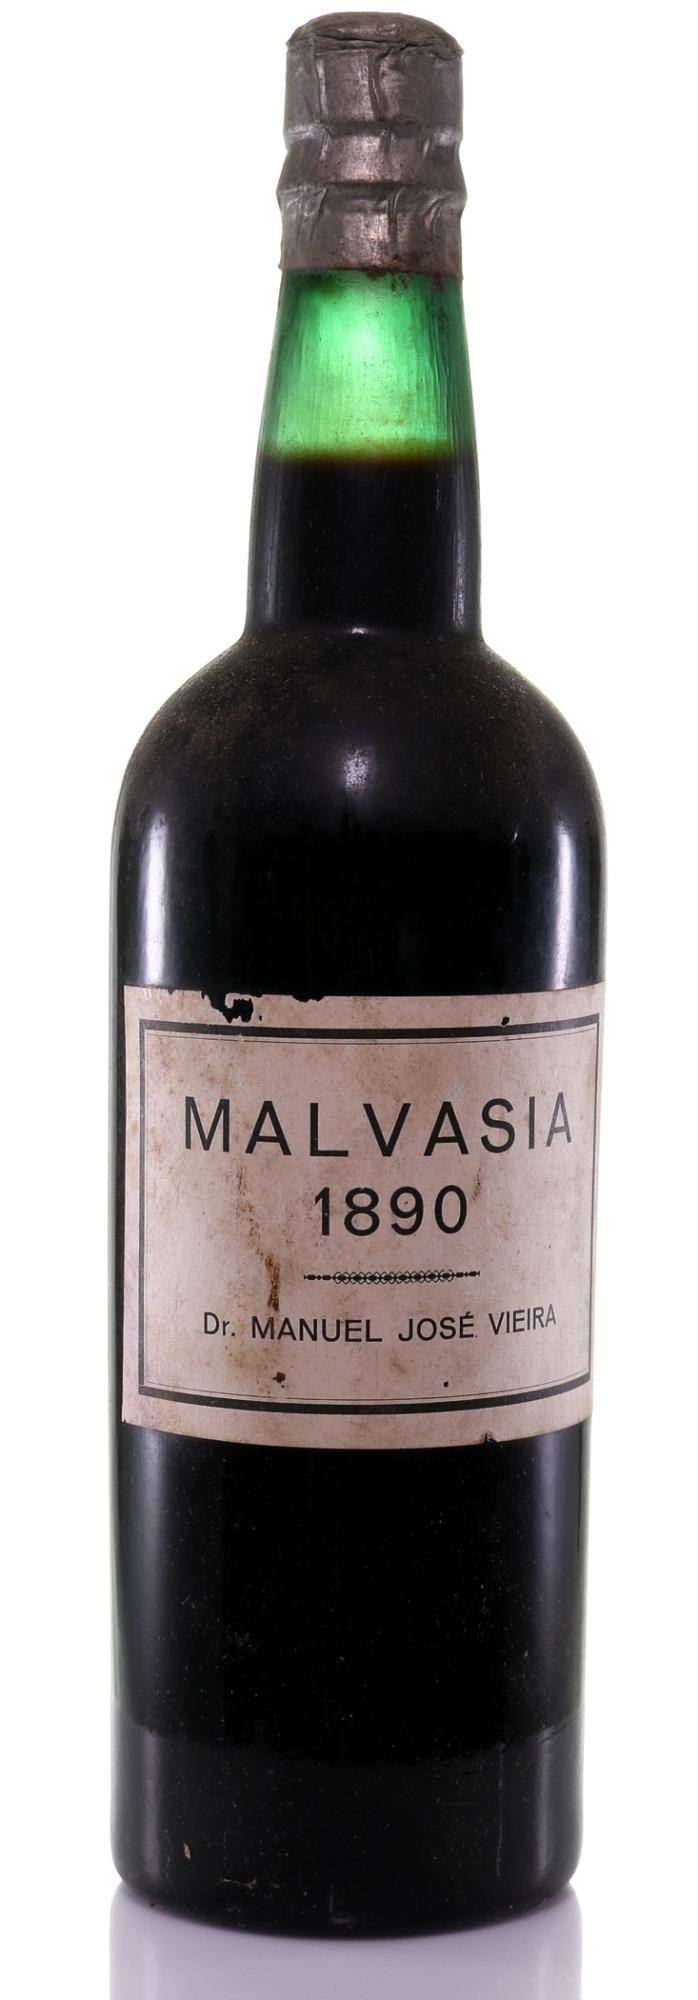 MALVASIA
1890
Dr. MANUEL JOSÉ VIEIRA